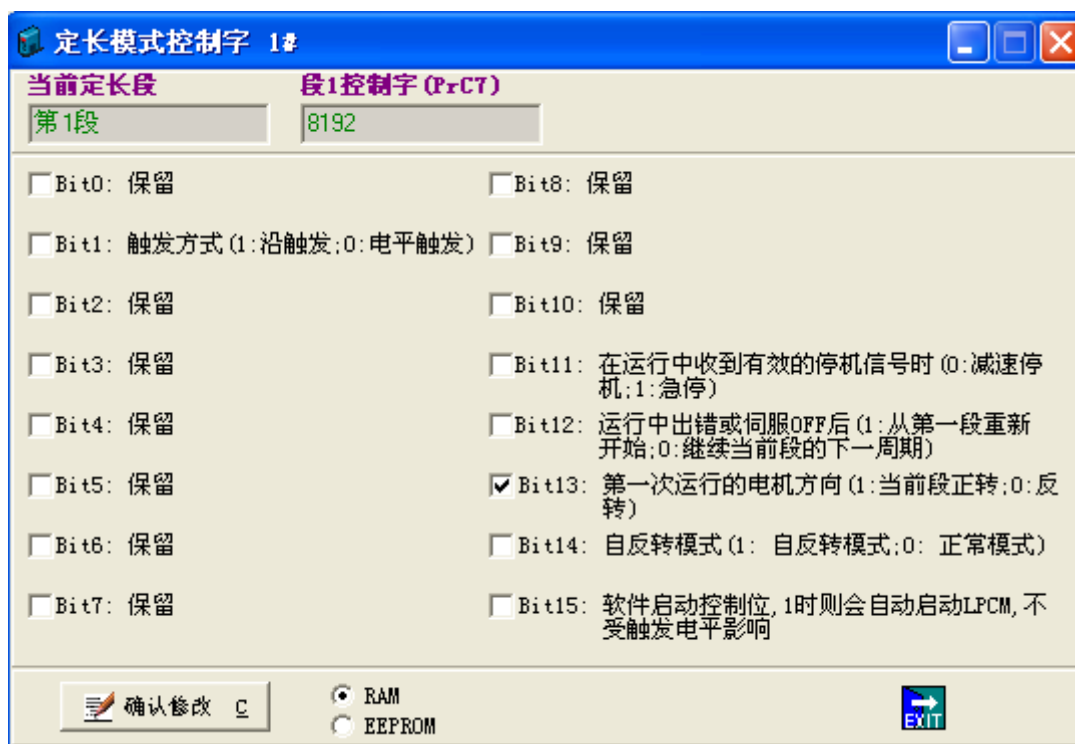 定长模式控制字 1#
当前定长段
段1控制字(PrC7)
第1段
8192
Bit0: 保留
Bit8: 保留
Bit1: 触发方式(1:沿触发;0:电平触发)
Bit9: 保留
Bit2: 保留
Bit10: 保留
Bit3: 保留
Bit11: 在运行中收到有效的停机信号时(0:减速停
机;1:急停)
Bit4: 保留
Bit12: 运行中出错或伺服OFF后(1:从第一段重新
开始;0:继续当前段的下一周期)
Bit5: 保留
Bit13: 第一次运行的电机方向(1:当前段正转;0:反
转)
Bit6: 保留
Bit14: 自反转模式(1: 自反转模式;0: 正常模式)
Bit7: 保留
Bit15: 软件启动控制位,1时则会自动启动LPCM,不
受触发电平影响
确认修改 C
RAM
EEPROM
EXIT